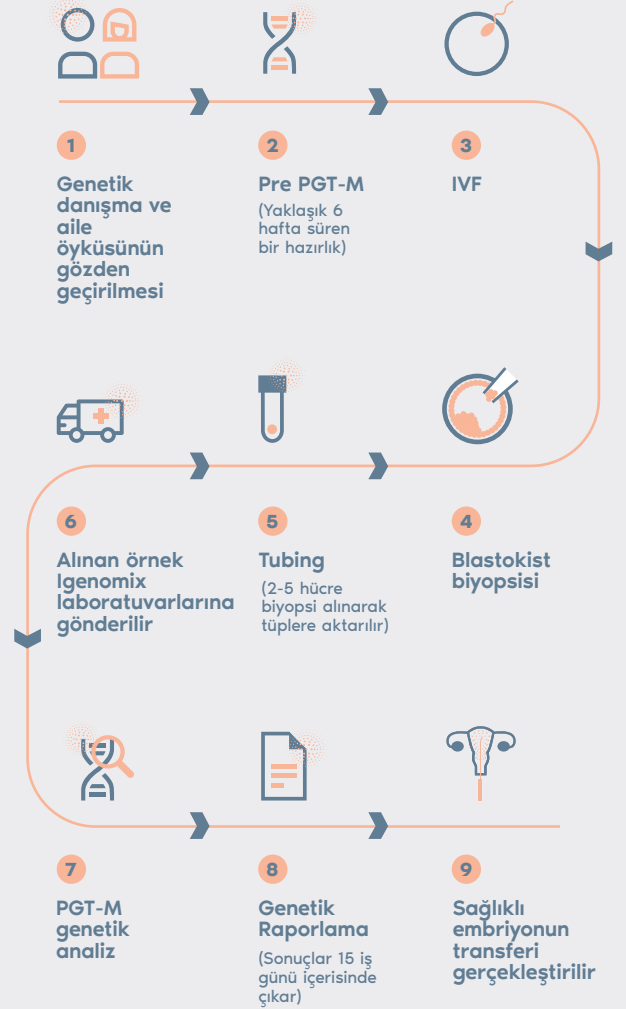 1
Genetik
danışma ve
aile
öyküsünün
gözden
geçirilmesi
2
Pre PGT-M
(Yaklaşık 6
hafta süren
bir hazırlık)
3
IVF
4
Blastokist
biyopsisi
5
Tubing
(2-5 hücre
biyopsi alınarak
tüplere aktarılır)
6
Alınan örnek
Igenomix
laboratuvarlarına
gönderilir
7
PGT-M
genetik
analiz
8
Genetik
Raporlama
(Sonuçlar 15 iş
günü içerisinde
çıkar)
9
Sağlıklı
embriyonun
transferi
gerçekleştirilir